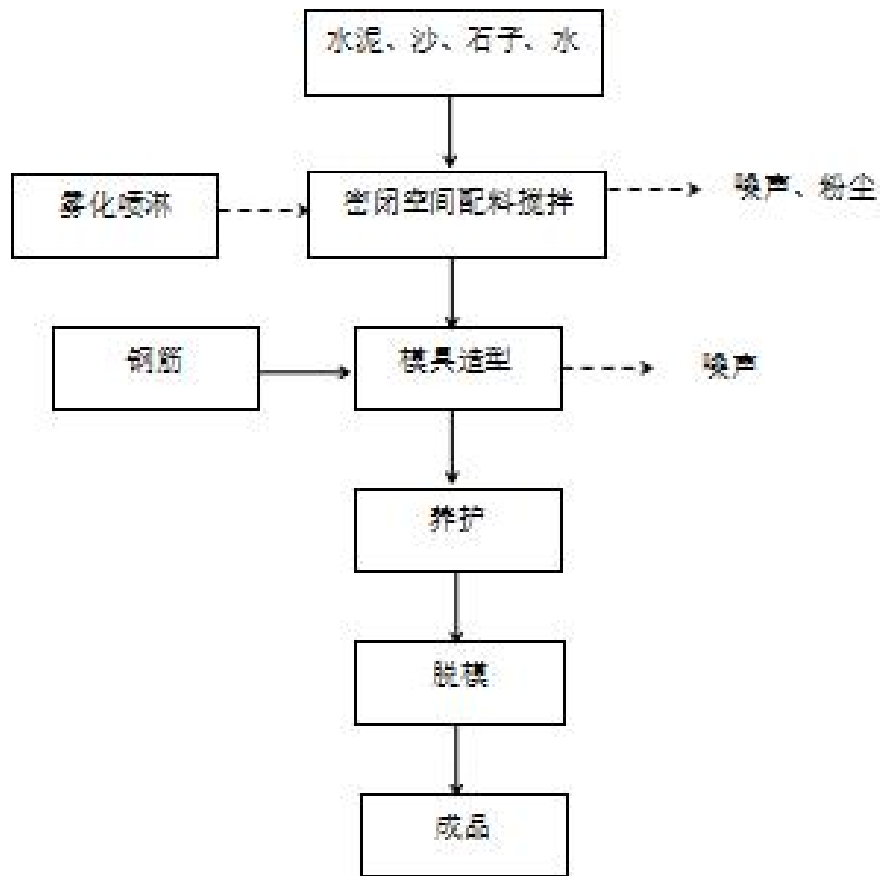 水泥、沙、石子、水
雾化喷淋
密闭空间配料搅拌
噪声、粉尘
钢筋
模具造型
噪声
养护
脱模
成品